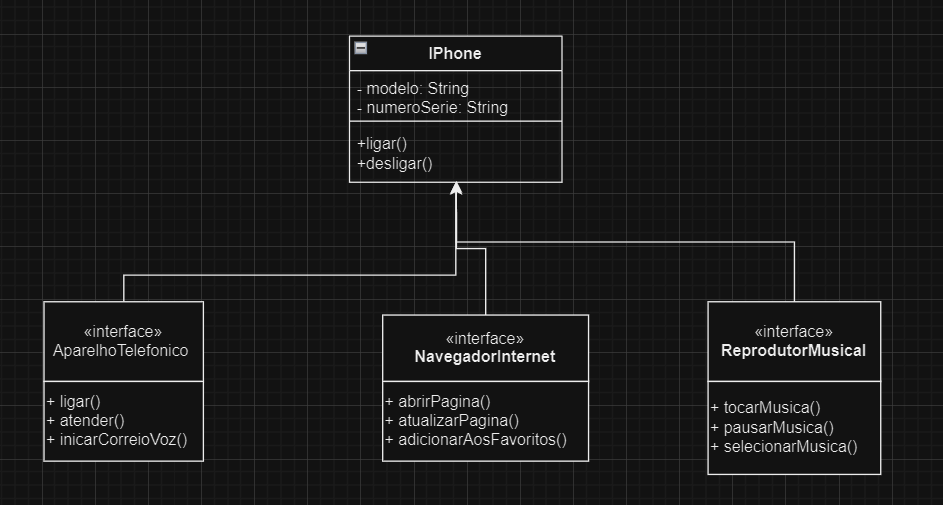 IPhone
- modelo: String
- numeroSerie: String
+ligar()
+desligar()
«interface»
AparelhoTelefonico
+ ligar()
+ atender()
+ inicarCorreioVoz()
«interface»
NavegadorInternet
+ abrirPagina()
+ atualizarPagina()
+ adicionarAosFavoritos()
«interface»
ReprodutorMusical
+ tocarMusica()
+ pausarMusica()
+ selecionarMusica()